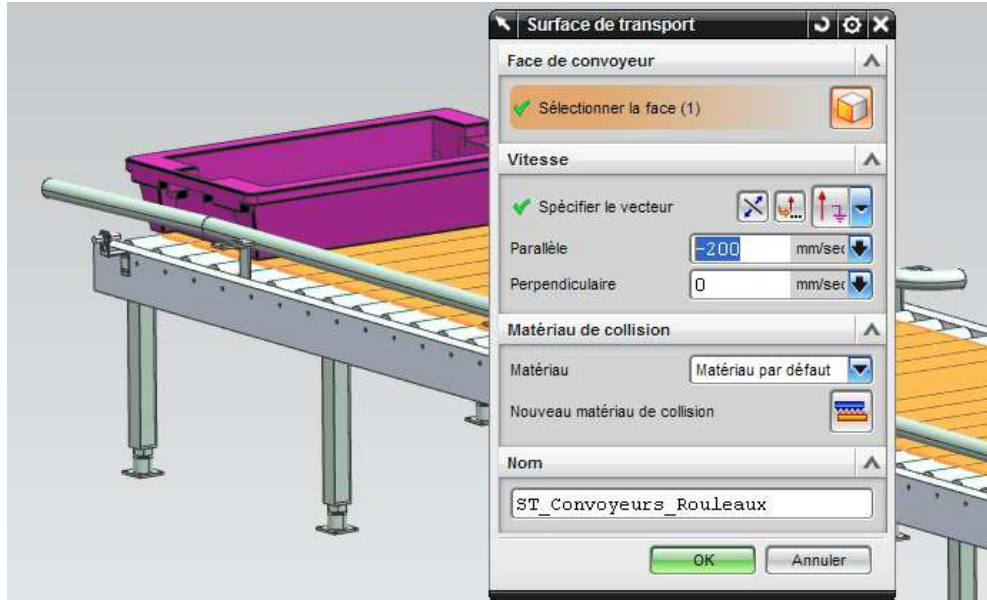 Surface de transport
Face de convoyeur
Sélectionner la face (1)
Vitesse
Spécifier le vecteur
Parallèle -200 mm/sec
Perpendiculaire 0 mm/sec
Matériau de collision
Matériau Matériau par défaut
Nouveau matériau de collision
Nom
ST_Convoyeurs_Rouleaux
OK Annuler